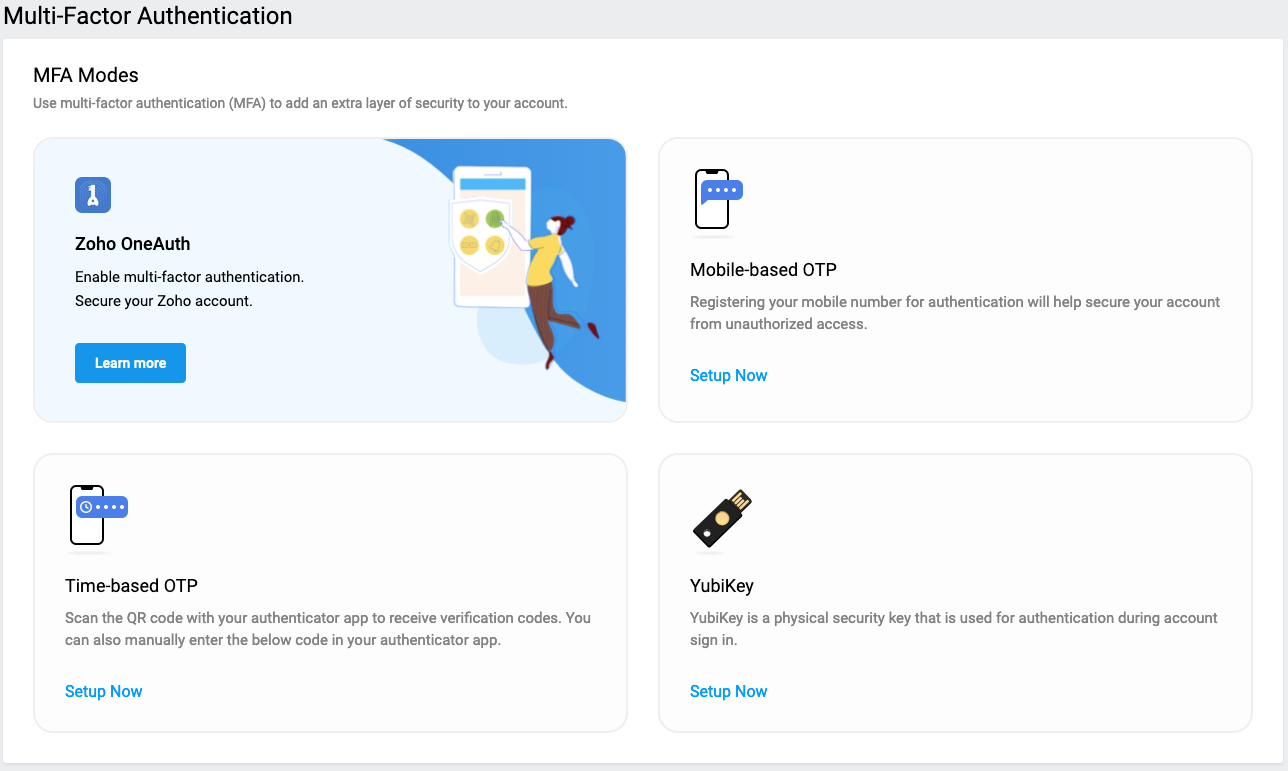 Multi-Factor Authentication
MFA Modes
Use multi-factor authentication (MFA) to add an extra layer of security to your account.
Zoho OneAuth
Enable multi-factor authentication.
Secure your Zoho account.
Learn more
Mobile-based OTP
Registering your mobile number for authentication will help secure your account
from unauthorized access.
Setup Now
Time-based OTP
Scan the QR code with your authenticator app to receive verification codes. You
can also manually enter the below code in your authenticator app.
Setup Now
YubiKey
YubiKey is a physical security key that is used for authentication during account
sign in.
Setup Now